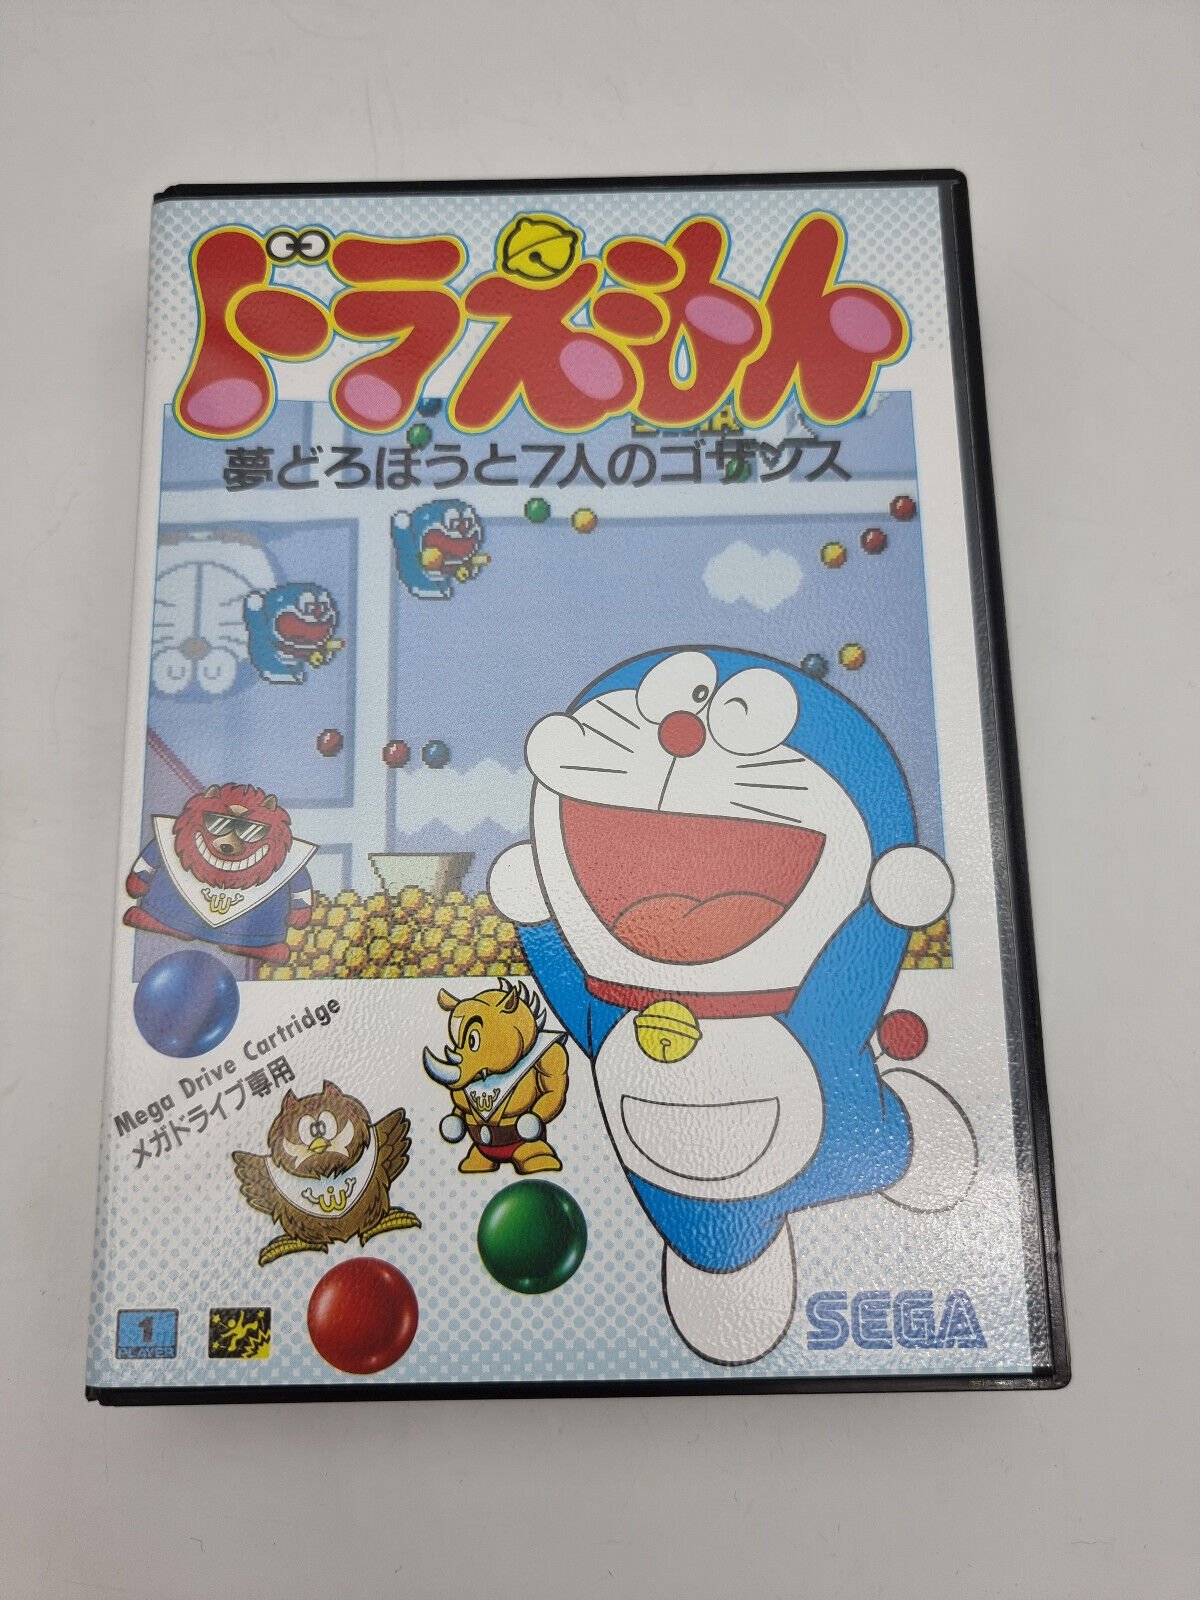 ドラえもん
夢どろぼうと7人のゴザンス
Mega Drive Cartridge
メガドライブ専用
1
PLAYER
SEGA